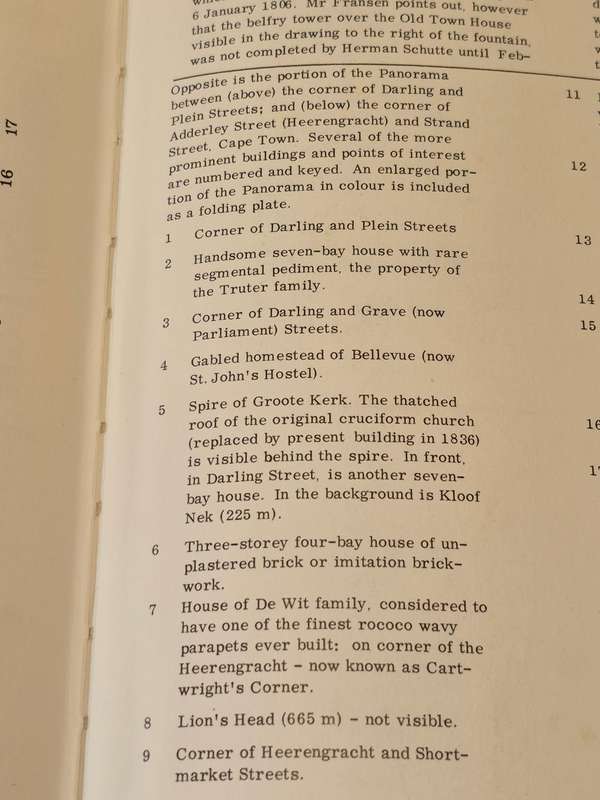 6 January 1806. Mr Fransen points out, however
that the belfry tower over the Old Town House
visible in the drawing to the right of the fountain,
was not completed by Herman Schutte until Feb-
Opposite is the portion of the Panorama
between (above) the corner of Darling and
Plein Streets; and (below) the corner of
Adderley Street (Heerengracht) and Strand
Street, Cape Town. Several of the more
prominent buildings and points of interest
are numbered and keyed. An enlarged por-
tion of the Panorama in colour is included
as a folding plate.
1 Corner of Darling and Plein Streets
2 Handsome seven-bay house with rare
segmental pediment, the property of
the Truter family.
3 Corner of Darling and Grave (now
Parliament) Streets.
4 Gabled homestead of Bellevue (now
St. John's Hostel).
5 Spire of Groote Kerk. The thatched
roof of the original cruciform church
(replaced by present building in 1836)
is visible behind the spire. In front,
in Darling Street, is another seven-
bay house. In the background is Kloof
Nek (225 m).
6 Three-storey four-bay house of un-
plastered brick or imitation brick-
work.
7 House of De Wit family, considered to
have one of the finest rococo wavy
parapets ever built: on corner of the
Heerengracht - now known as Cart-
wright's Corner.
8 Lion's Head (665 m) - not visible.
9 Corner of Heerengracht and Short-
market Streets.
11
12
13
14
15
16
17
16